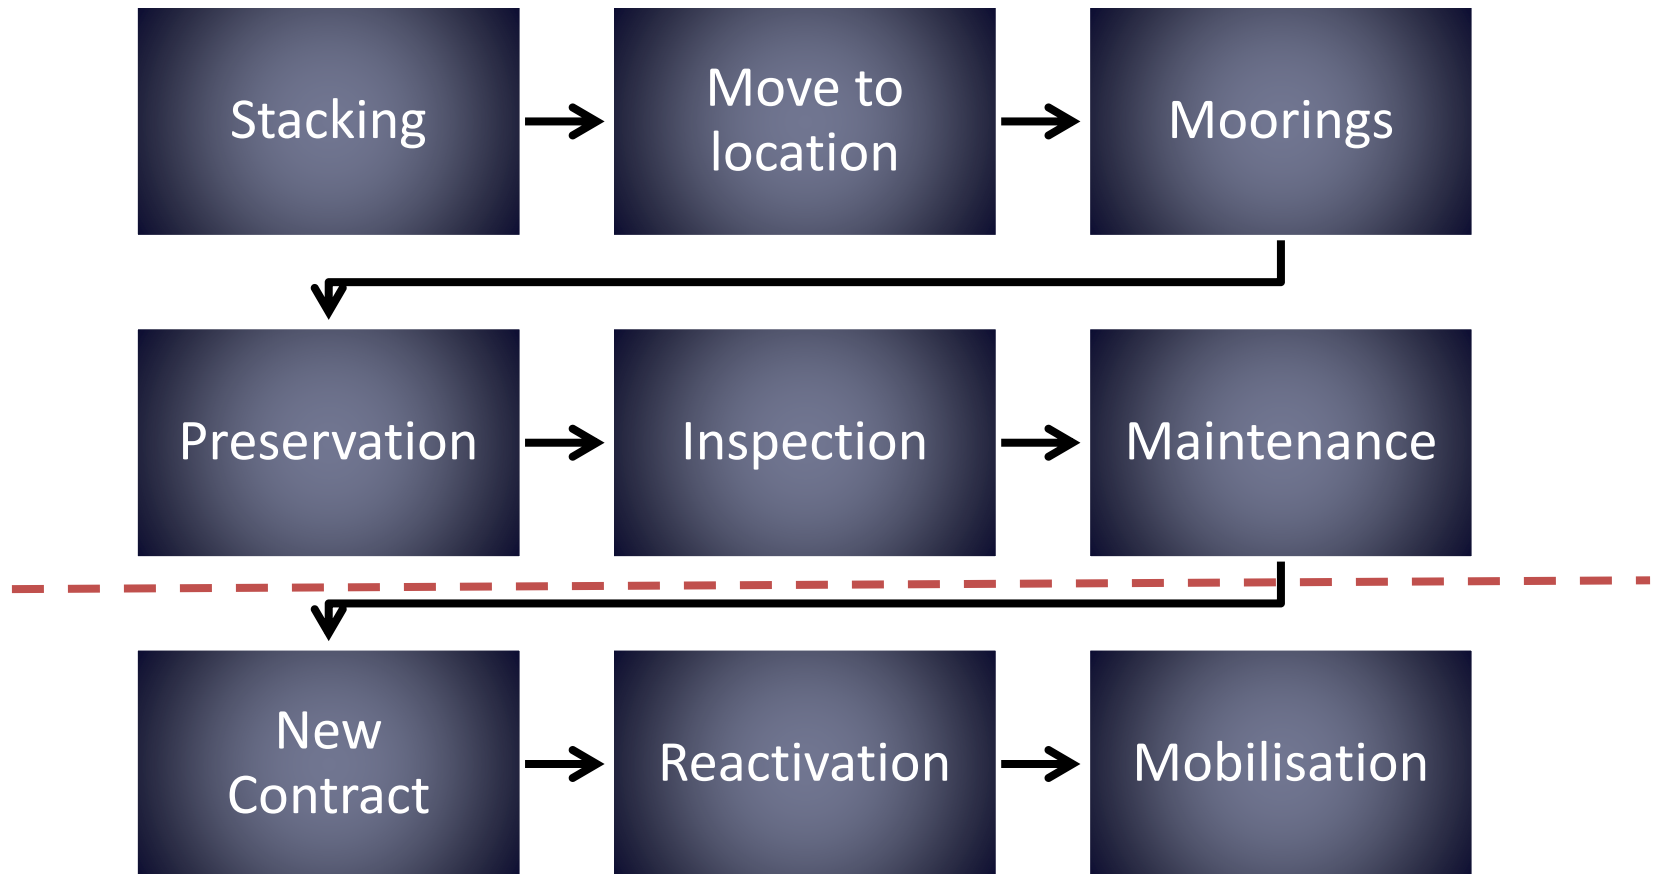 Stacking
Move to
location
Moorings
Preservation
Inspection
Maintenance
New
Contract
Reactivation
Mobilisation